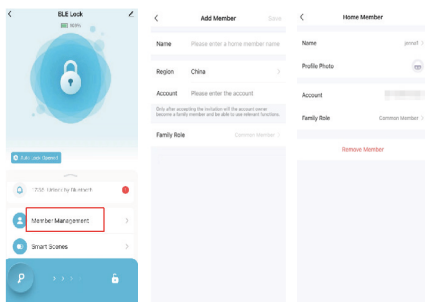 BLE Lock
Member Management
Smart Scenes
Add Member
Save
Name
Please enter a home member name
Region
China
Account
Please enter the account
Only after accepting the invitation will the account owner
become a family member and be able to use relevant functions.
Family Role
Common Member
Home Member
Name
Profile Photo
Account
Family Role
Common Member
Remove Member